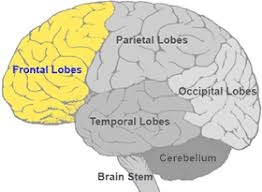 Parietal Lobes
Frontal Lobes
Occipital Lobes
Temporal Lobes
Cerebellum
Brain Stem